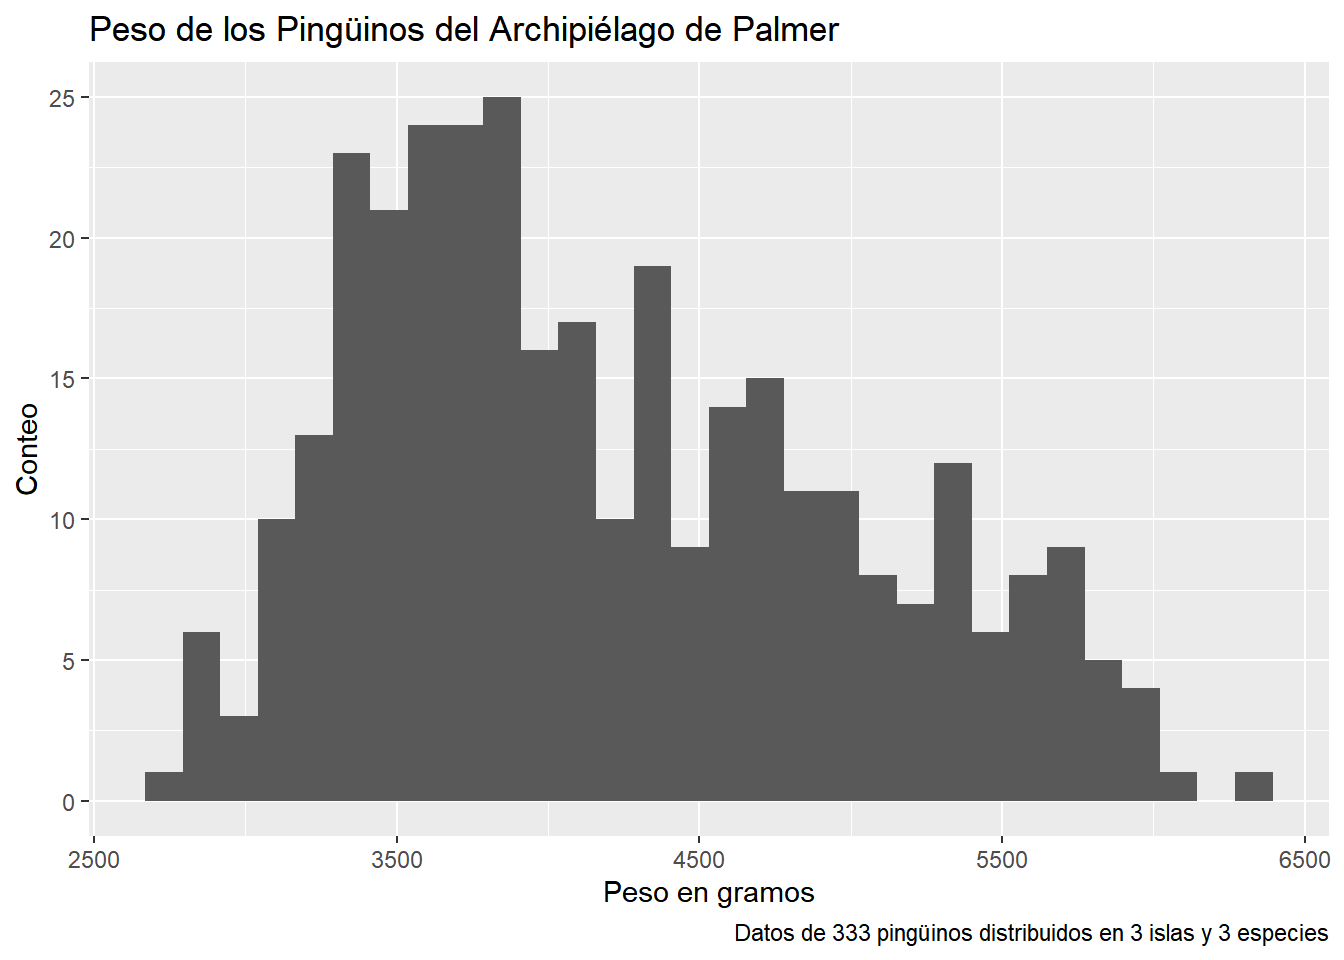 Peso de los Pingüinos del Archipiélago de Palmer
25
20
15
10
5
0
Conteo
2500 3500 4500 5500 6500
Peso en gramos
Datos de 333 pingüinos distribuidos en 3 islas y 3 especies